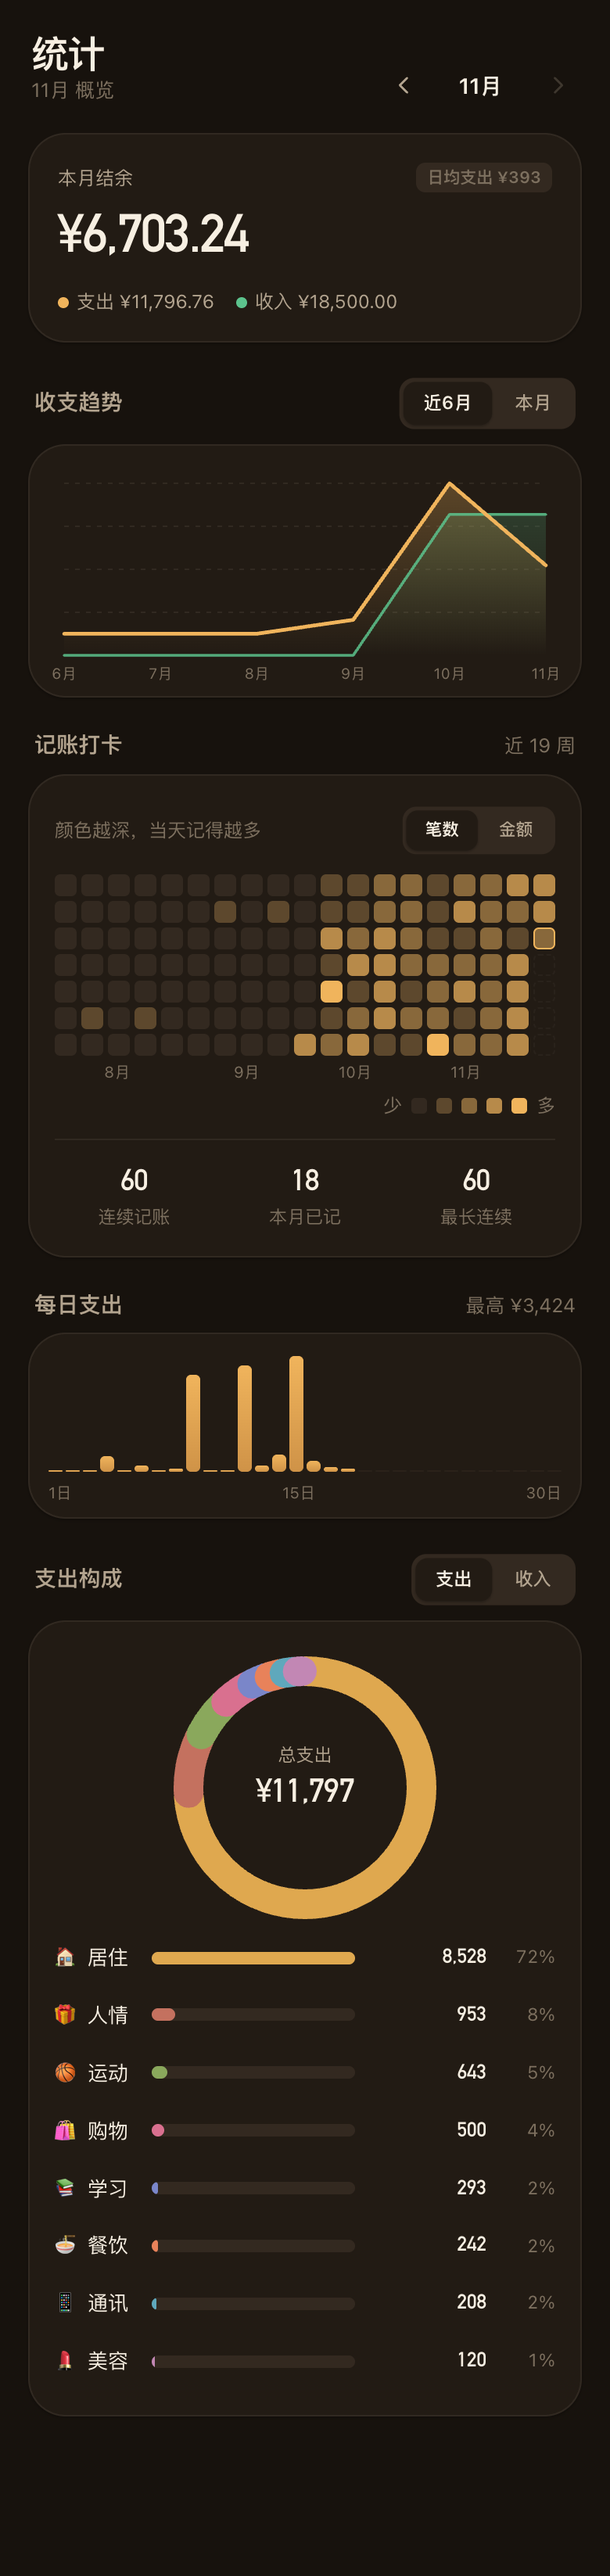 统计
11月 概览
11月
本月结余
日均支出 ¥393
¥6,703.24
支出 ¥11,796.76 收入 ¥18,500.00
收支趋势
近6月 本月
6月 7月 8月 9月 10月 11月
记账打卡
近 19 周
颜色越深，当天记得越多
笔数 金额
8月 9月 10月 11月
少 多
60 18 60
连续记账 本月已记 最长连续
每日支出
最高 ¥3,424
1日 15日 30日
支出构成
支出 收入
总支出
¥11,797
居住 8,528 72%
人情 953 8%
运动 643 5%
购物 500 4%
学习 293 2%
餐饮 242 2%
通讯 208 2%
美容 120 1%